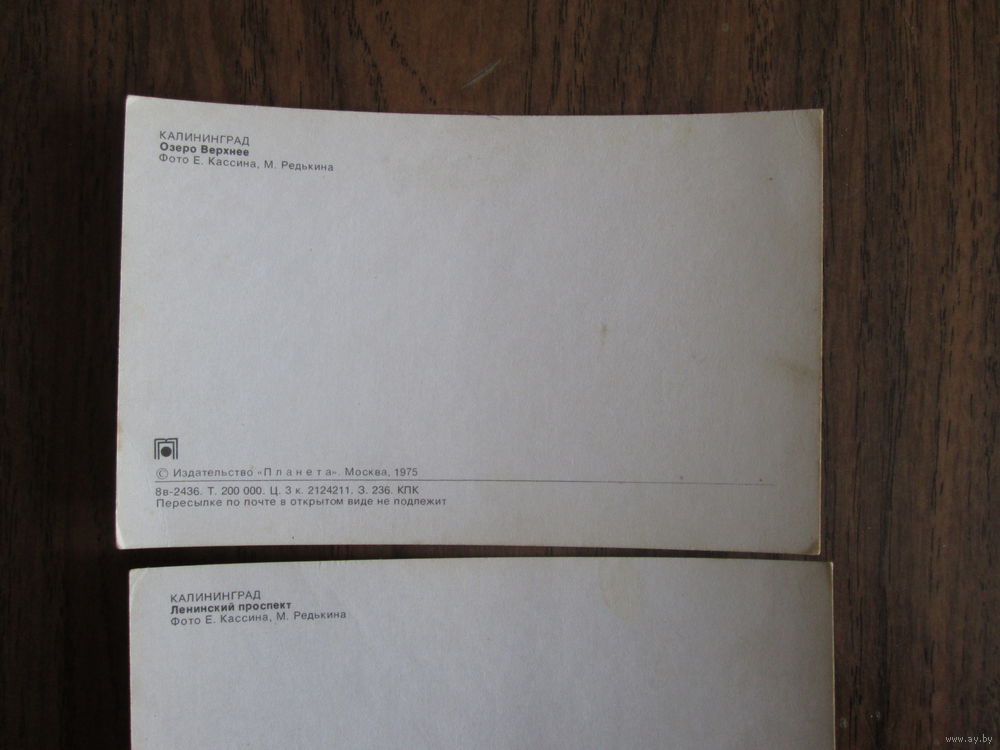 КАЛИНИНГРАД
Озеро Верхнее
Фото Е. Кассина, М. Редькина
© Издательство «Планета». Москва, 1975
8в-2436. Т. 200 000. Ц. 3 к. 2124211. З. 236. КПК
Пересылке по почте в открытом виде не подлежит
КАЛИНИНГРАД
Ленинский проспект
Фото Е. Кассина, М. Редькина
www.ay.by